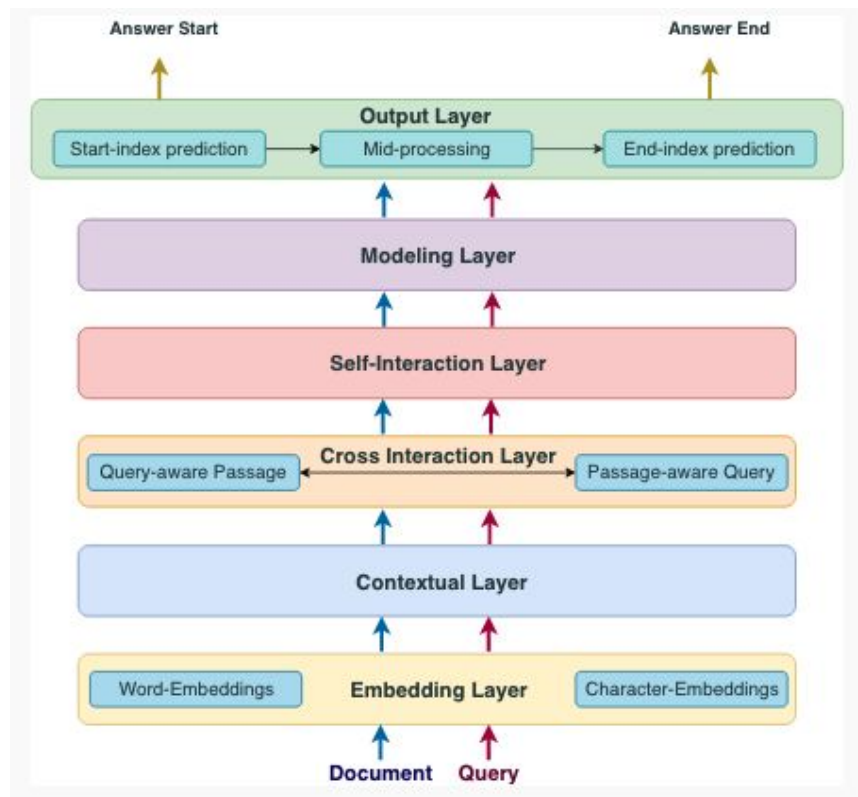 Answer Start
Answer End
Output Layer
Start-index prediction
Mid-processing
End-index prediction
Modeling Layer
Self-Interaction Layer
Cross Interaction Layer
Query-aware Passage
Passage-aware Query
Contextual Layer
Word-Embeddings
Embedding Layer
Character-Embeddings
Document
Query